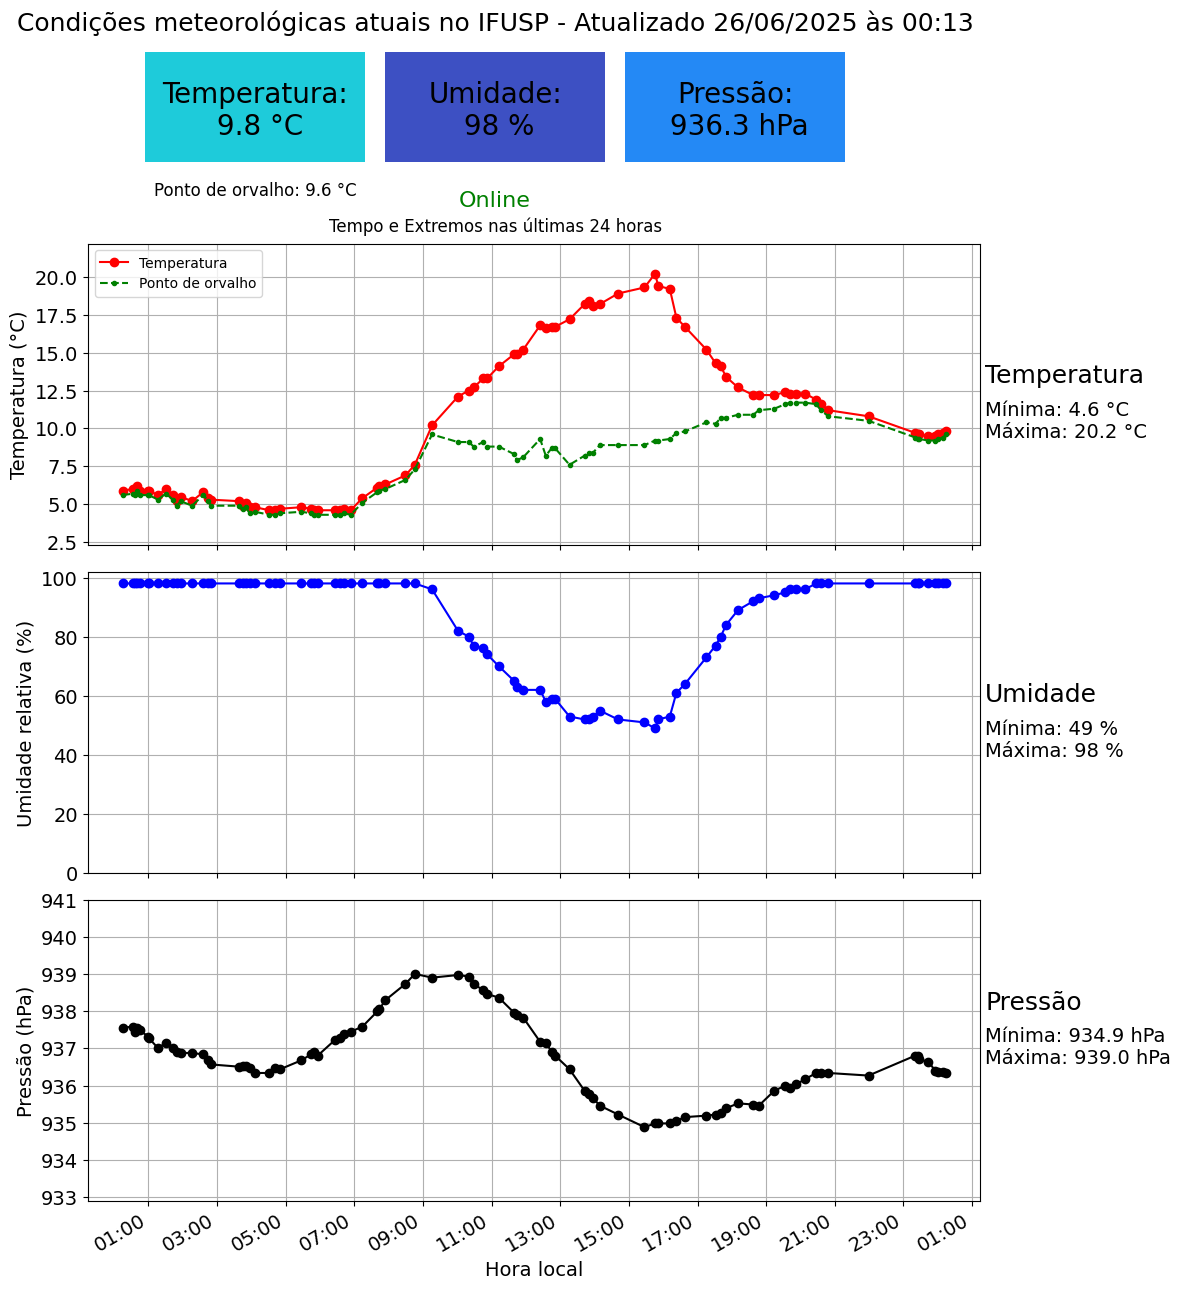 Condições meteorológicas atuais no IFUSP - Atualizado 26/06/2025 às 00:13
Temperatura:
9.8 °C
Umidade:
98 %
Pressão:
936.3 hPa
Ponto de orvalho: 9.6 °C
Online
Tempo e Extremos nas últimas 24 horas
Temperatura
Ponto de orvalho
Temperatura (°C)
20.0
17.5
15.0
12.5
10.0
7.5
5.0
2.5
Temperatura
Mínima: 4.6 °C
Máxima: 20.2 °C
Umidade relativa (%)
100
80
60
40
20
0
Umidade
Mínima: 49 %
Máxima: 98 %
Pressão (hPa)
941
940
939
938
937
936
935
934
933
Pressão
Mínima: 934.9 hPa
Máxima: 939.0 hPa
01:00
03:00
05:00
07:00
09:00
11:00
13:00
15:00
17:00
19:00
21:00
23:00
01:00
Hora local